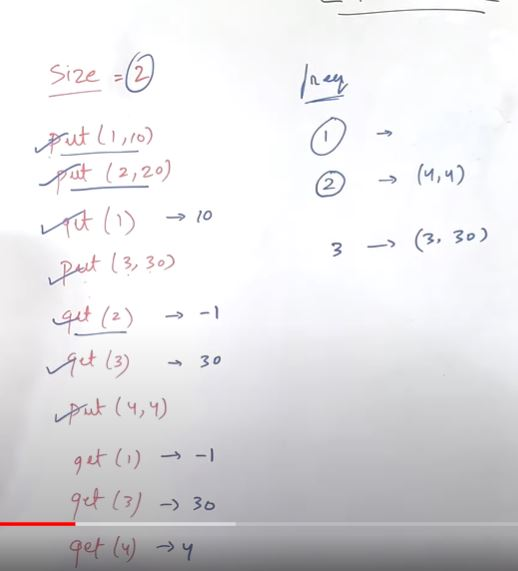 Size = 2
put (1,10)
put (2,20)
get (1) → 10
put (3,30)
get (2) → -1
get (3) → 30
put (4,4)
get (1) → -1
get (3) → 30
get (4) → 4
freq
1 →
2 → (4,4)
3 → (3, 30)